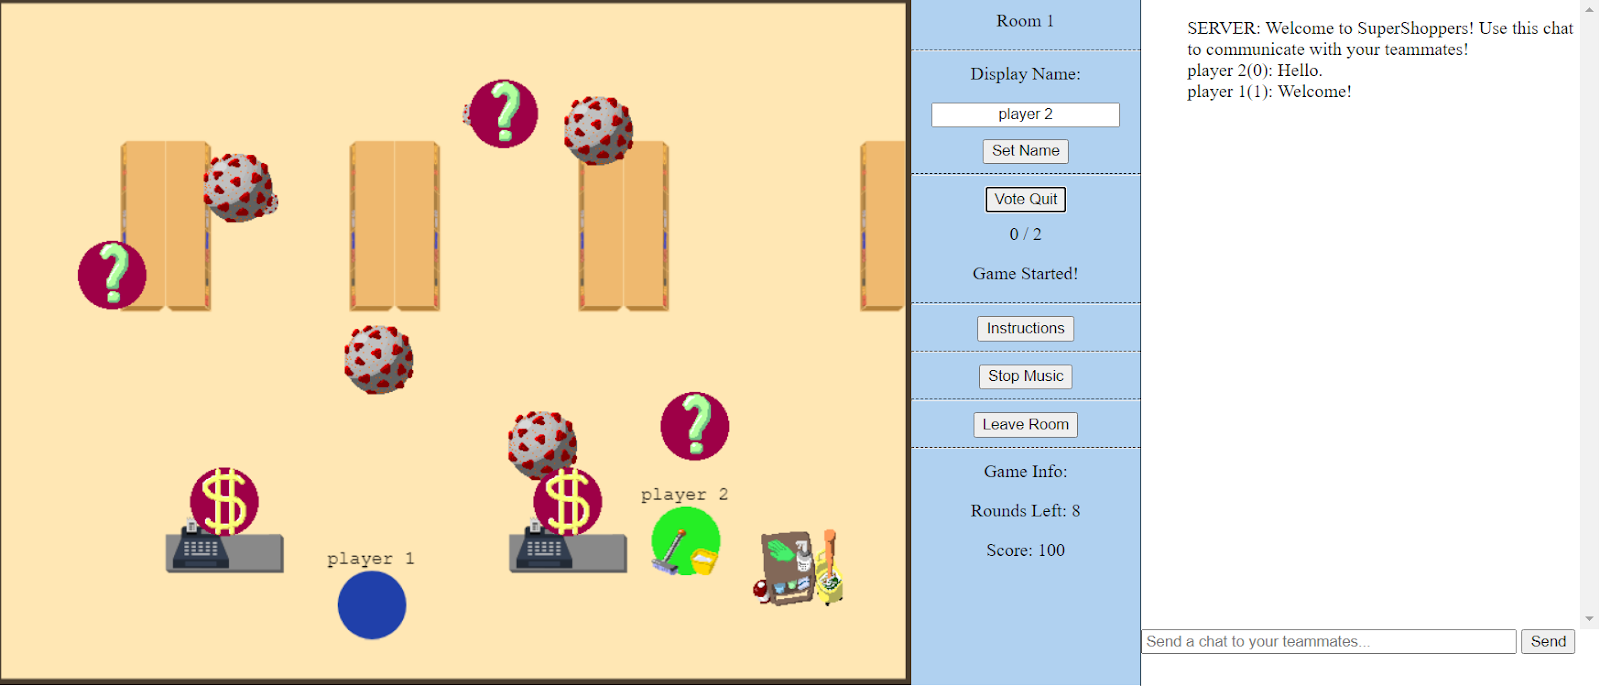 ?
?
?
$
$
player 2
player 1
Room 1
Display Name:
player 2
Set Name
Vote Quit
0 / 2
Game Started!
Instructions
Stop Music
Leave Room
Game Info:
Rounds Left: 8
Score: 100
SERVER: Welcome to SuperShoppers! Use this chat
to communicate with your teammates!
player 2(0): Hello.
player 1(1): Welcome!
Send a chat to your teammates...
Send